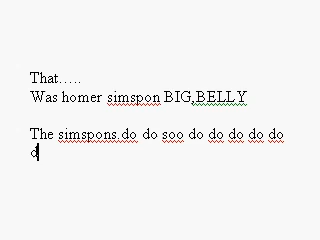 That.....
Was homer simspon BIG,BELLY
The simspons.do do soo do do do do do
d